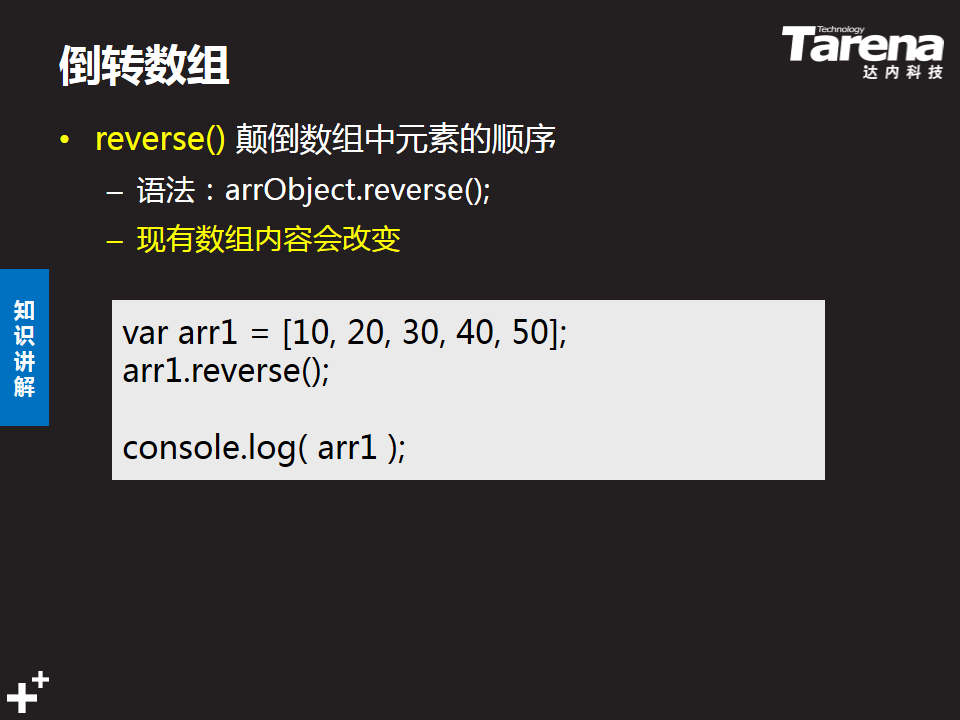 倒转数组
Technology
Tarena
达内科技
• reverse() 颠倒数组中元素的顺序
– 语法：arrObject.reverse();
– 现有数组内容会改变
知识讲解
var arr1 = [10, 20, 30, 40, 50];
arr1.reverse();
console.log( arr1 );